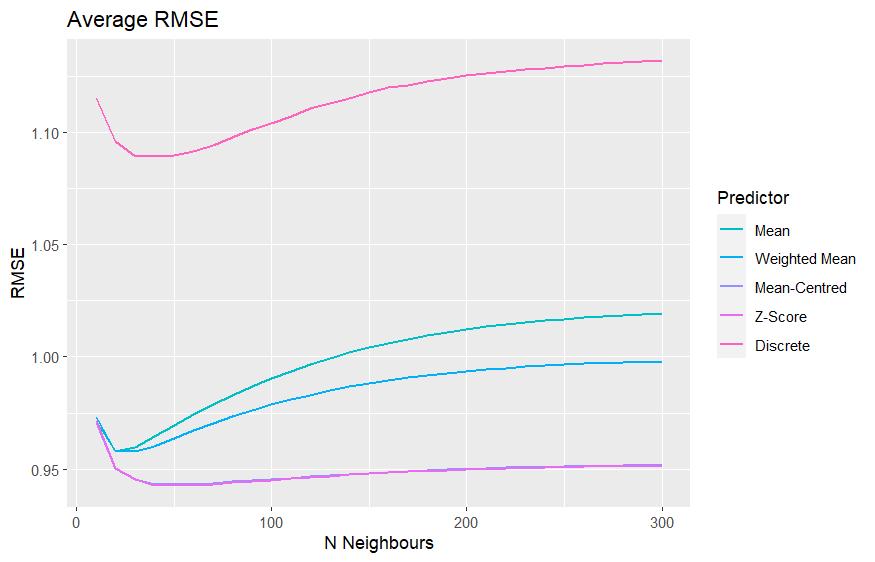 Average RMSE
RMSE
1.10
1.05
1.00
0.95
0
100
200
300
N Neighbours
Predictor
Mean
Weighted Mean
Mean-Centred
Z-Score
Discrete